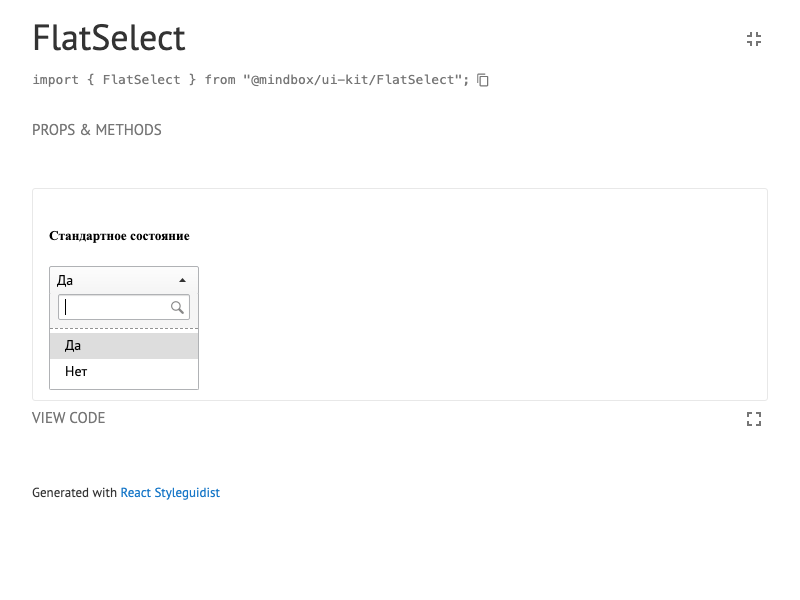 FlatSelect
import { FlatSelect } from "@mindbox/ui-kit/FlatSelect";
PROPS & METHODS
Стандартное состояние
Да
Да
Нет
VIEW CODE
Generated with React Styleguidist